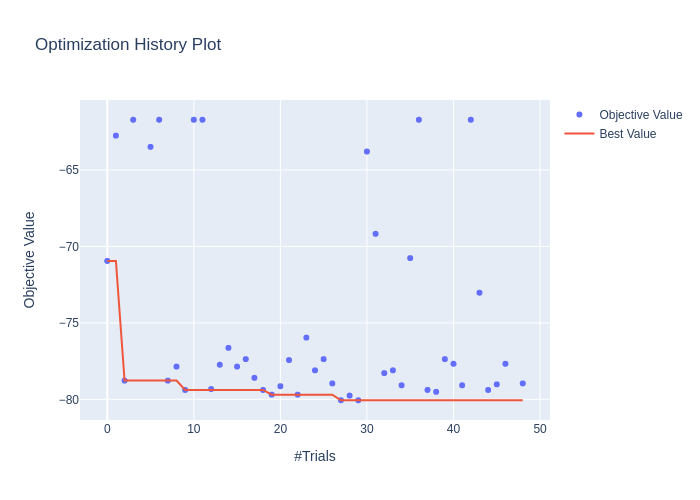 Optimization History Plot
Objective Value
Best Value
−65
−70
−75
−80
Objective Value
0
10
20
30
40
50
#Trials